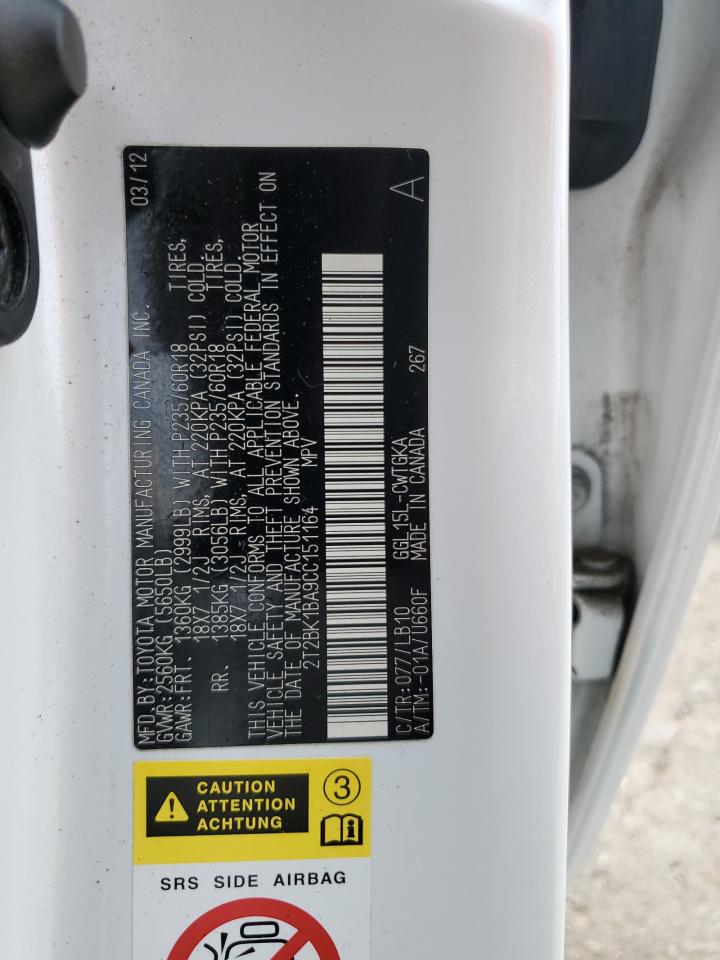 MFD.BY:TOYOTA MOTOR MANUFACTURING CANADA INC. 03/12
GVWR:2560KG (5650LB)
GAWR:FRT. 1360KG (2999LB) WITH P235/60R18 TIRES,
18X7 1/2J RIMS, AT 220KPA (32PSI) COLD.
RR. 1385KG (3056LB) WITH P235/60R18 TIRES,
18X7 1/2J RIMS, AT 220KPA (32PSI) COLD.
THIS VEHICLE CONFORMS TO ALL APPLICABLE FEDERAL MOTOR
VEHICLE SAFETY AND THEFT PREVENTION STANDARDS IN EFFECT ON
THE DATE OF MANUFACTURE SHOWN ABOVE.
2T2BK1BA9CC151164 MPV
C/TR:077/LB10 GGL15L-CWTGKA A
A/TM:-01A/U660F MADE IN CANADA 267
CAUTION
ATTENTION
ACHTUNG
3
SRS SIDE AIRBAG